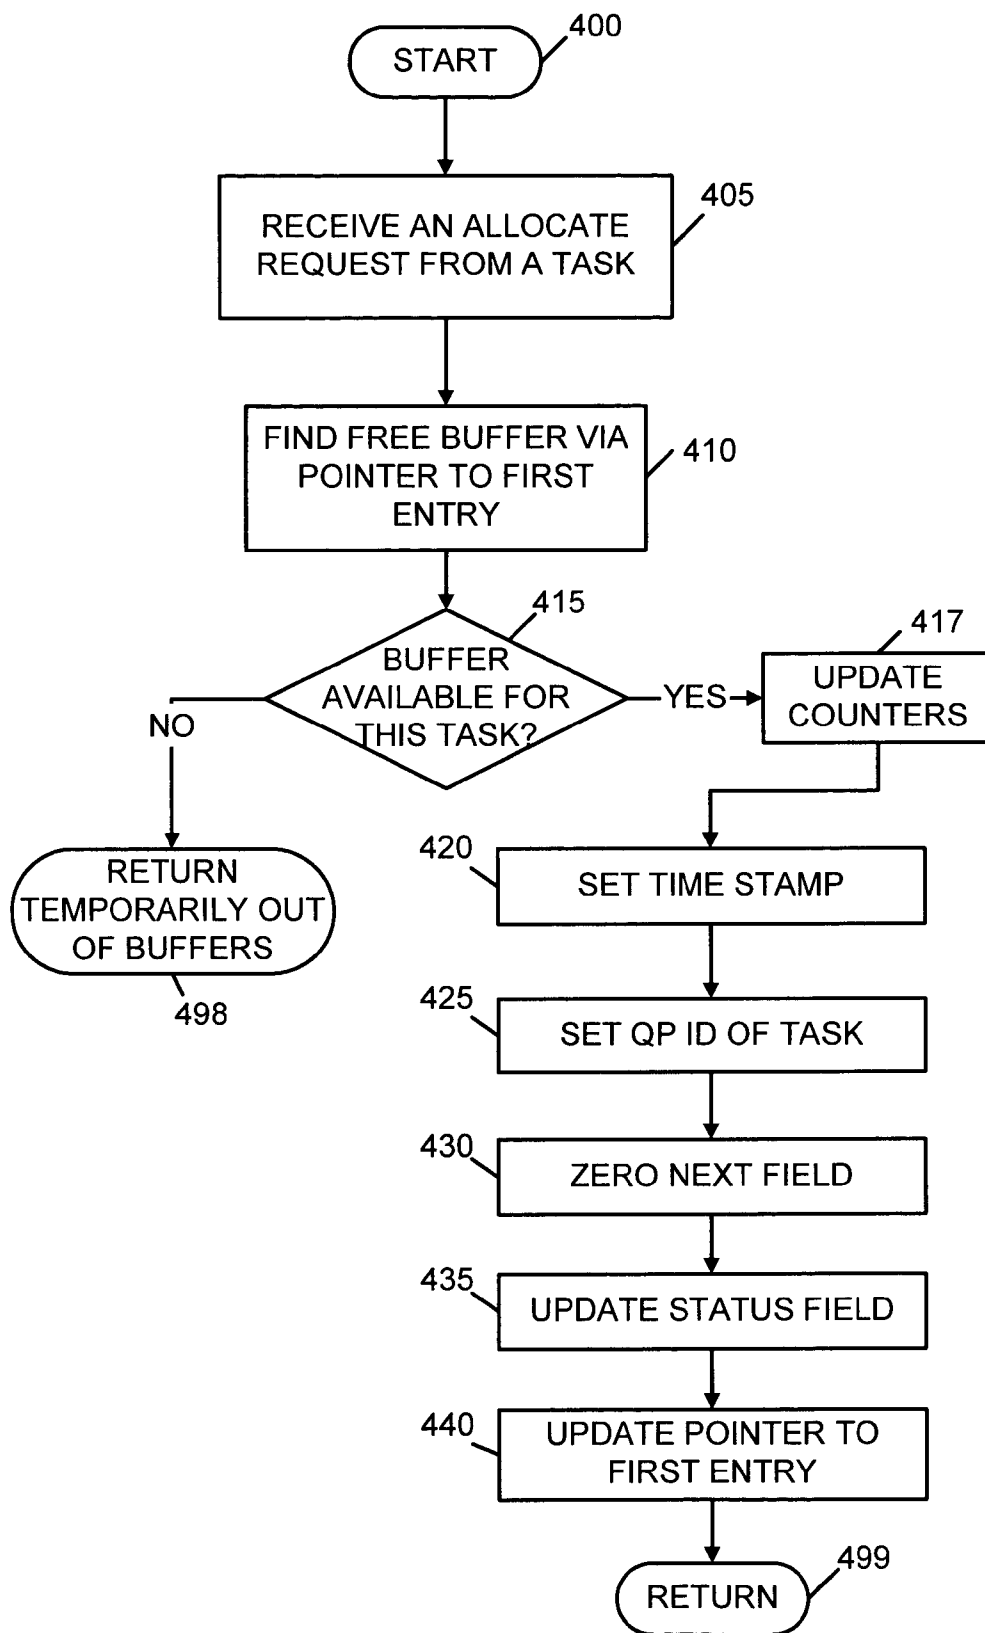 400
START
405
RECEIVE AN ALLOCATE
REQUEST FROM A TASK
FIND FREE BUFFER VIA
POINTER TO FIRST
ENTRY
410
415
BUFFER
AVAILABLE FOR
THIS TASK?
NO
YES
417
UPDATE
COUNTERS
RETURN
TEMPORARILY OUT
OF BUFFERS
498
420
SET TIME STAMP
425
SET QP ID OF TASK
430
ZERO NEXT FIELD
435
UPDATE STATUS FIELD
440
UPDATE POINTER TO
FIRST ENTRY
499
RETURN